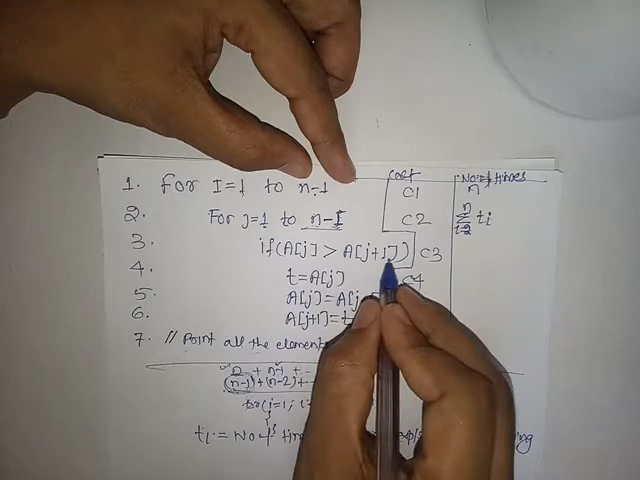 Cost No. of times
1. For I=1 to n-1 C1 n
2. For J=1 to n-I C2 n Σ i=2 ti
3. if(A[j] > A[j+1]) C3
4. t=A[j] C4
5. A[j]=A[j
6. A[j+1]=t
7. // Point all the element
n + n-1 + -
(n-1)+(n-2)+-
for(j=1; i
}
ti = No. of tim ing